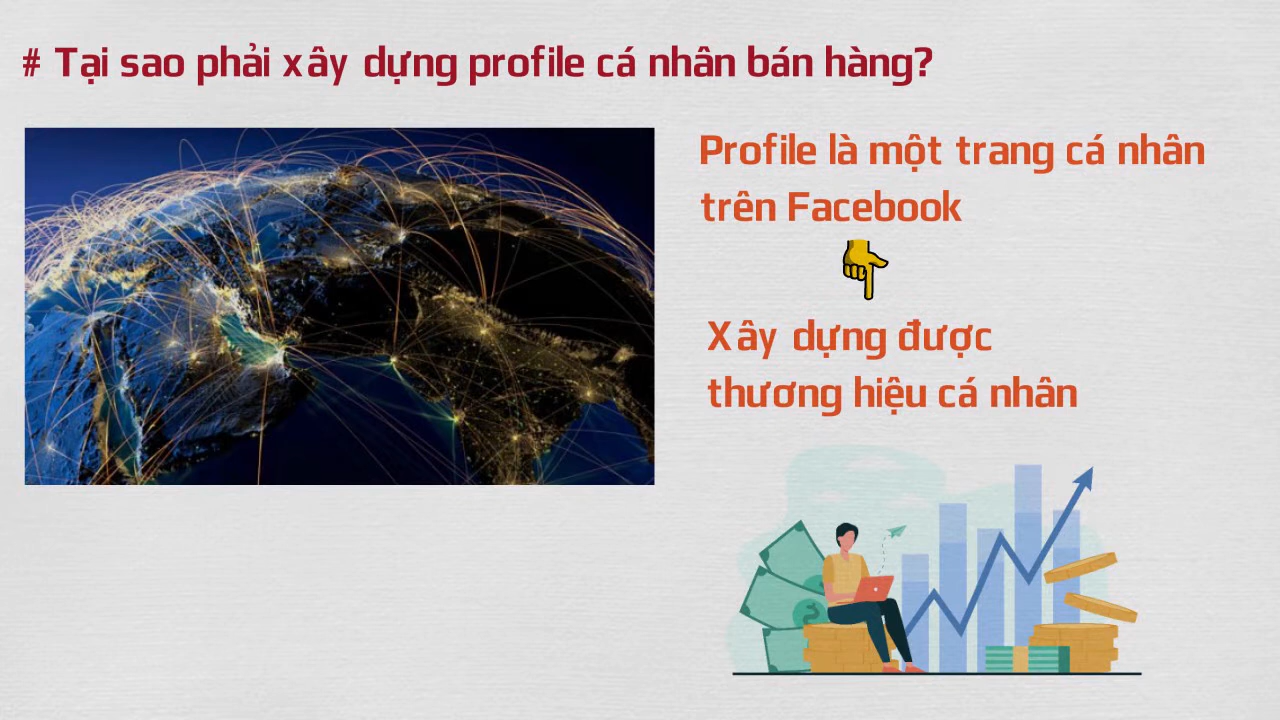 # Tại sao phải xây dựng profile cá nhân bán hàng?
Profile là một trang cá nhân
trên Facebook
Xây dựng được
thương hiệu cá nhân